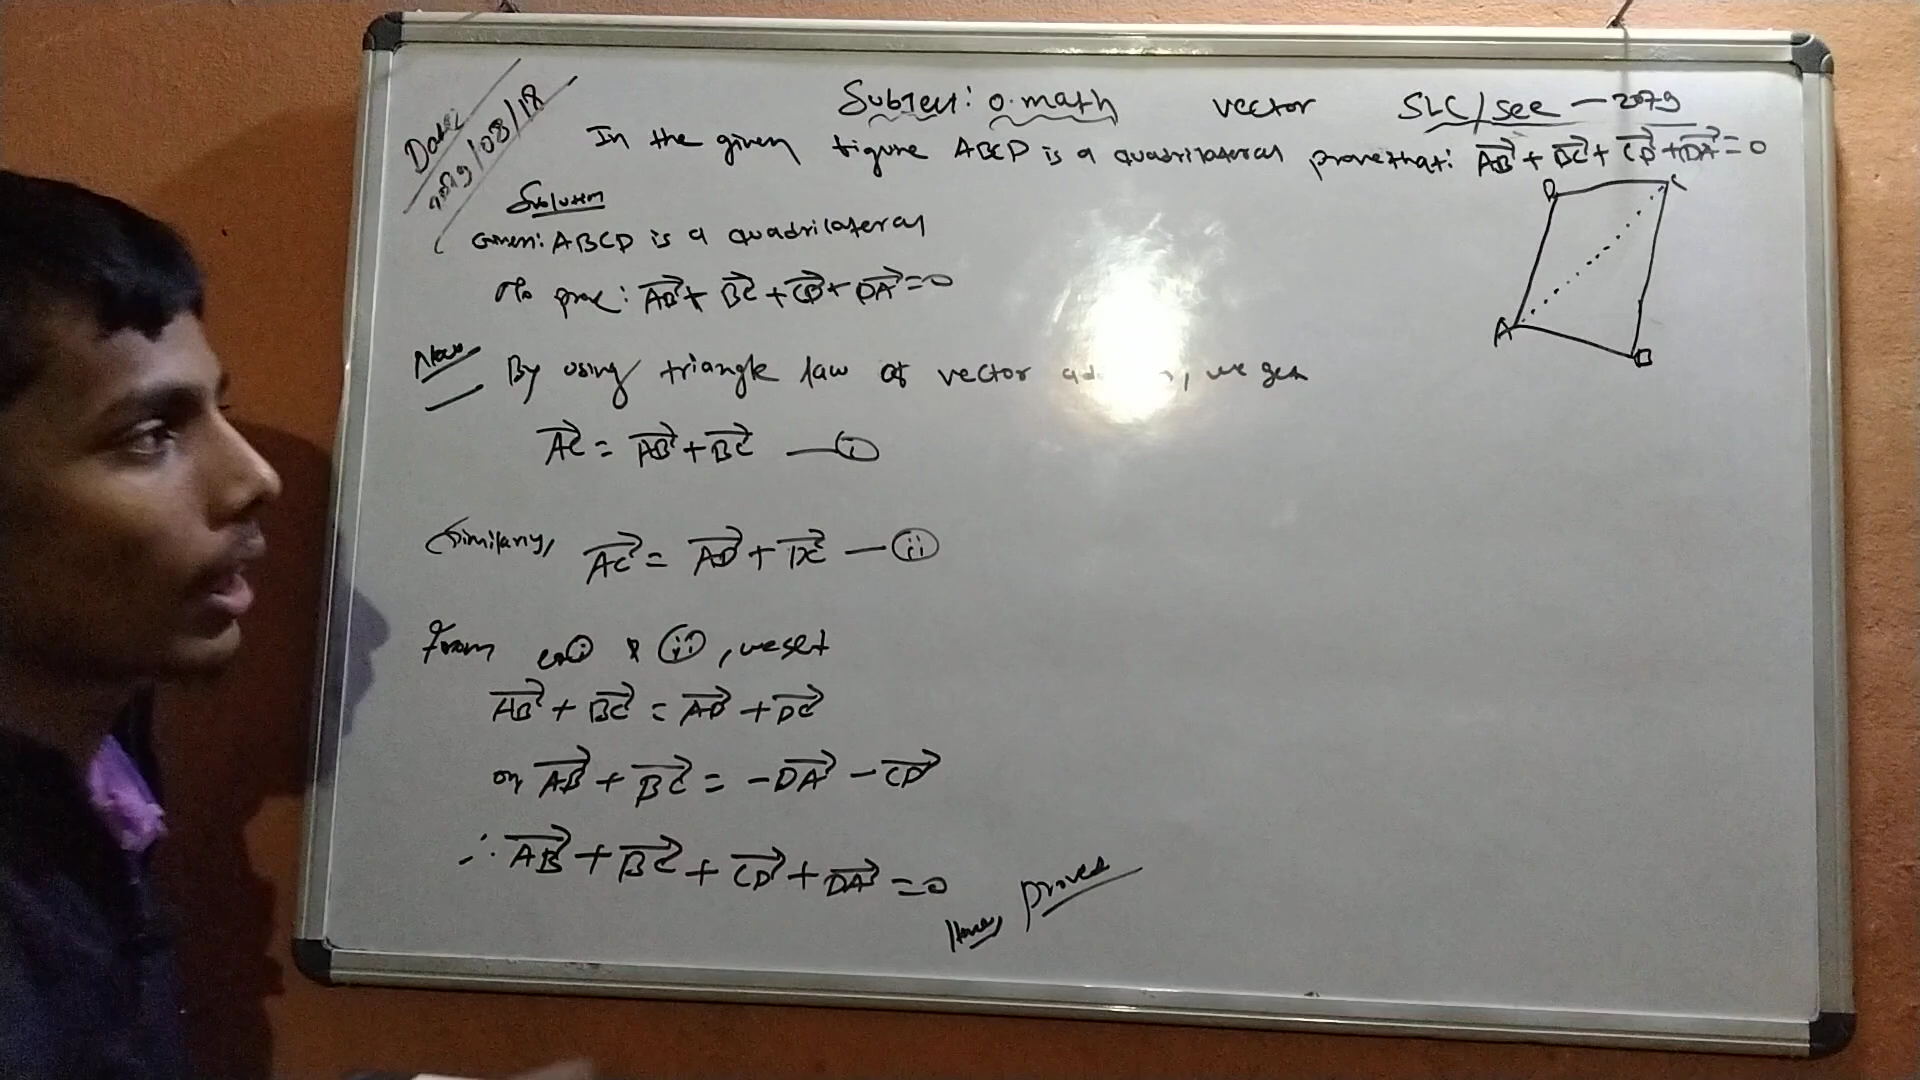 Date: 2079/08/18
Subject: O.math vector SLC/SEE - 2079
In the given figure ABCD is a quadrilateral prove that: AB→ + BC→ + CD→ + DA→ = 0
Solution
Given: ABCD is a quadrilateral
To prove: AB→ + BC→ + CD→ + DA→ = 0
D C
A B
Now By using triangle law of vector , we get
AC→ = AB→ + BC→ — (i)
Similarly, AC→ = AD→ + DC→ — (ii)
From eq (i) & (ii), we get
AB→ + BC→ = AD→ + DC→
or AB→ + BC→ = -DA→ - CD→
∴ AB→ + BC→ + CD→ + DA→ = 0
Hence, proved